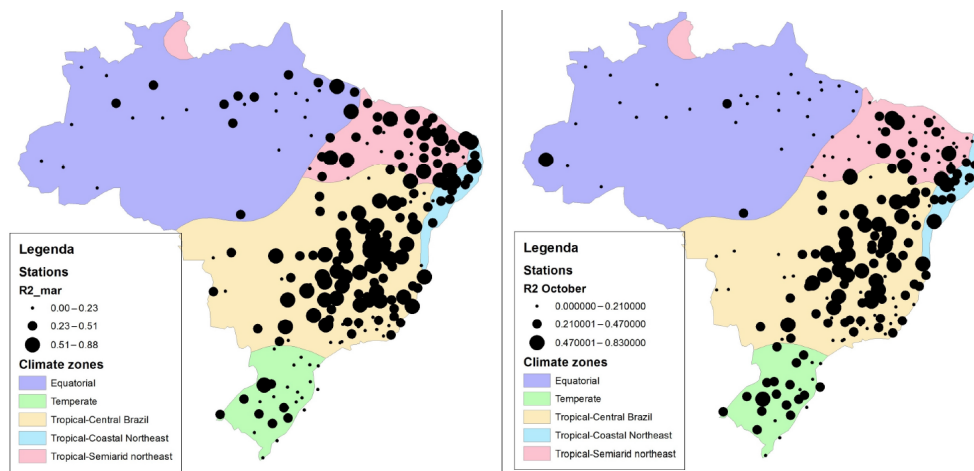 Legenda
Stations
R2_mar
0.00–0.23
0.23–0.51
0.51–0.88
Climate zones
Equatorial
Temperate
Tropical-Central Brazil
Tropical-Coastal Northeast
Tropical-Semiarid northeast
Legenda
Stations
R2 October
0.000000–0.210000
0.210001–0.470000
0.470001–0.830000
Climate zones
Equatorial
Temperate
Tropical-Central Brazil
Tropical-Coastal Northeast
Tropical-Semiarid northeast